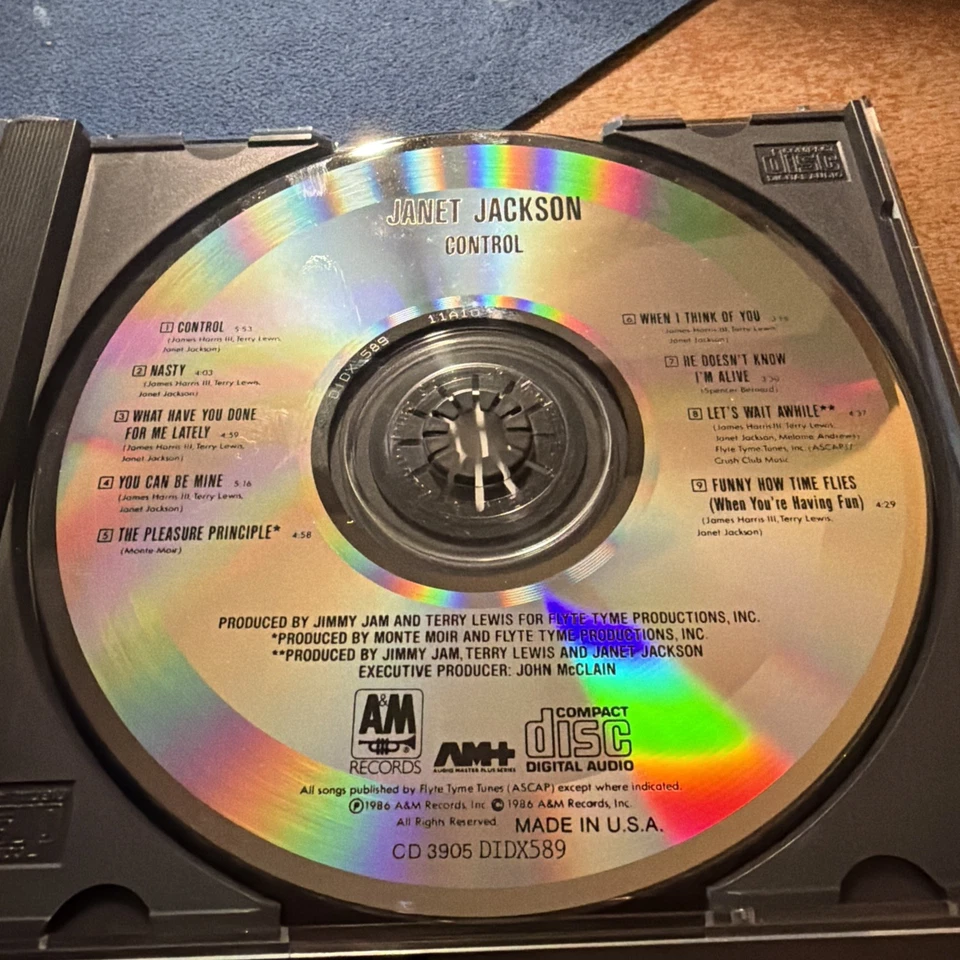 COMPACT
disc
DIGITAL AUDIO
JANET JACKSON
CONTROL
1 CONTROL 5:53
(James Harris III, Terry Lewis,
Janet Jackson)
2 NASTY 4:03
(James Harris III, Terry Lewis,
Janet Jackson)
3 WHAT HAVE YOU DONE
FOR ME LATELY 4:59
(James Harris III, Terry Lewis,
Janet Jackson)
4 YOU CAN BE MINE 5:16
(James Harris III, Terry Lewis,
Janet Jackson)
5 THE PLEASURE PRINCIPLE* 4:58
(Monte Moir)
6 WHEN I THINK OF YOU
(James Harris III, Terry Lewis,
Janet Jackson)
7 HE DOESN'T KNOW
I'M ALIVE 3:30
(Spencer Bernard)
8 LET'S WAIT AWHILE** 4:37
(James Harris III, Terry Lewis,
Janet Jackson, Melanie Andrews)
Flyte Tyme Tunes, Inc. (ASCAP)/
Crush Club Music
9 FUNNY HOW TIME FLIES
(When You're Having Fun) 4:29
(James Harris III, Terry Lewis,
Janet Jackson)
DIDX 589
PRODUCED BY JIMMY JAM AND TERRY LEWIS FOR FLYTE TYME PRODUCTIONS, INC.
*PRODUCED BY MONTE MOIR AND FLYTE TYME PRODUCTIONS, INC.
**PRODUCED BY JIMMY JAM, TERRY LEWIS AND JANET JACKSON
EXECUTIVE PRODUCER: JOHN McCLAIN
A&M
RECORDS
AM+
AUDIO MASTER PLUS SERIES
COMPACT
disc
DIGITAL AUDIO
All songs published by Flyte Tyme Tunes (ASCAP) except where indicated.
℗1986 A&M Records, Inc. ©1986 A&M Records, Inc.
All Rights Reserved. MADE IN U.S.A.
CD 3905 DIDX589